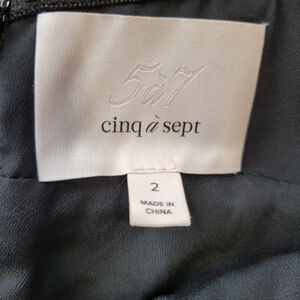 5à7
cinq à sept
2
MADE IN
CHINA